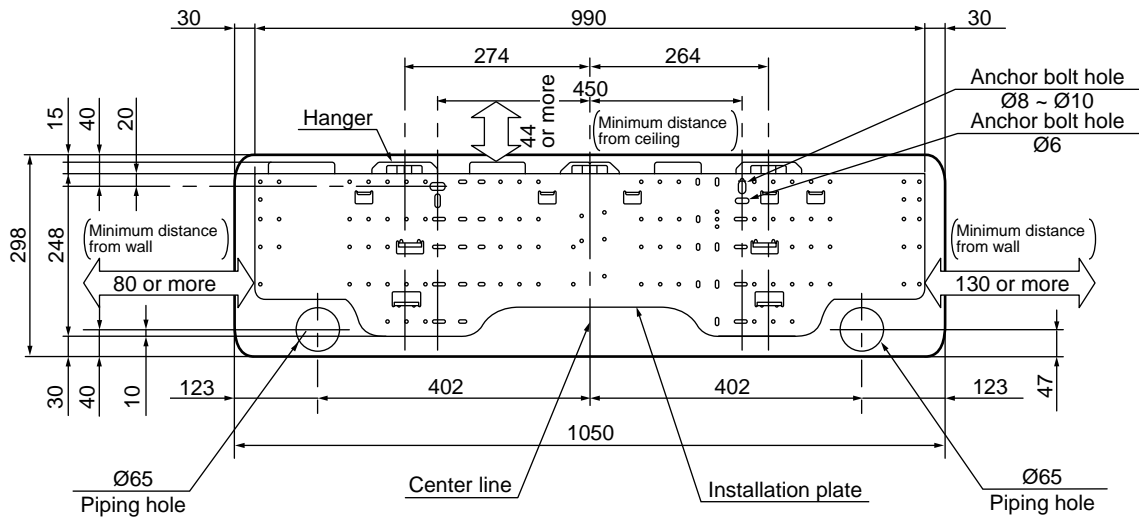 30
990
30
274
264
450
15
40
20
Hanger
44
or more
(Minimum distance
from ceiling)
Anchor bolt hole
Ø8 ~ Ø10
Anchor bolt hole
Ø6
298
248
(Minimum distance
from wall)
80 or more
(Minimum distance
from wall)
130 or more
30
40
10
123
402
402
123
47
1050
Ø65
Piping hole
Center line
Installation plate
Ø65
Piping hole